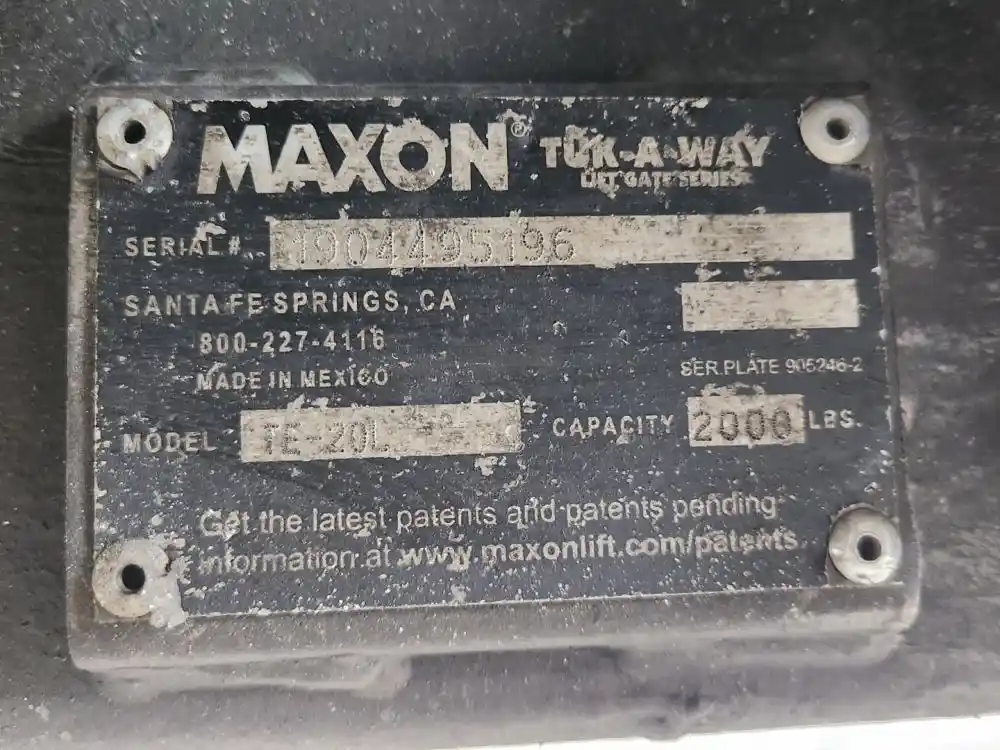 MAXON® TUK-A-WAY
LIFT GATE SERIES
SERIAL # 1904495196
SANTA FE SPRINGS, CA
800-227-4116
MADE IN MEXICO
SER. PLATE 905246-2
MODEL TE-20L CAPACITY 2000 LBS.
Get the latest patents and patents pending
information at www.maxonlift.com/patents